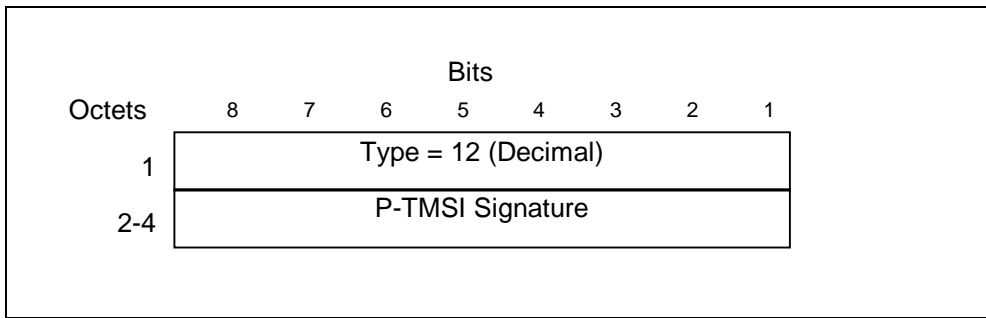 Bits
Octets 8 7 6 5 4 3 2 1
1 Type = 12 (Decimal)
2-4 P-TMSI Signature